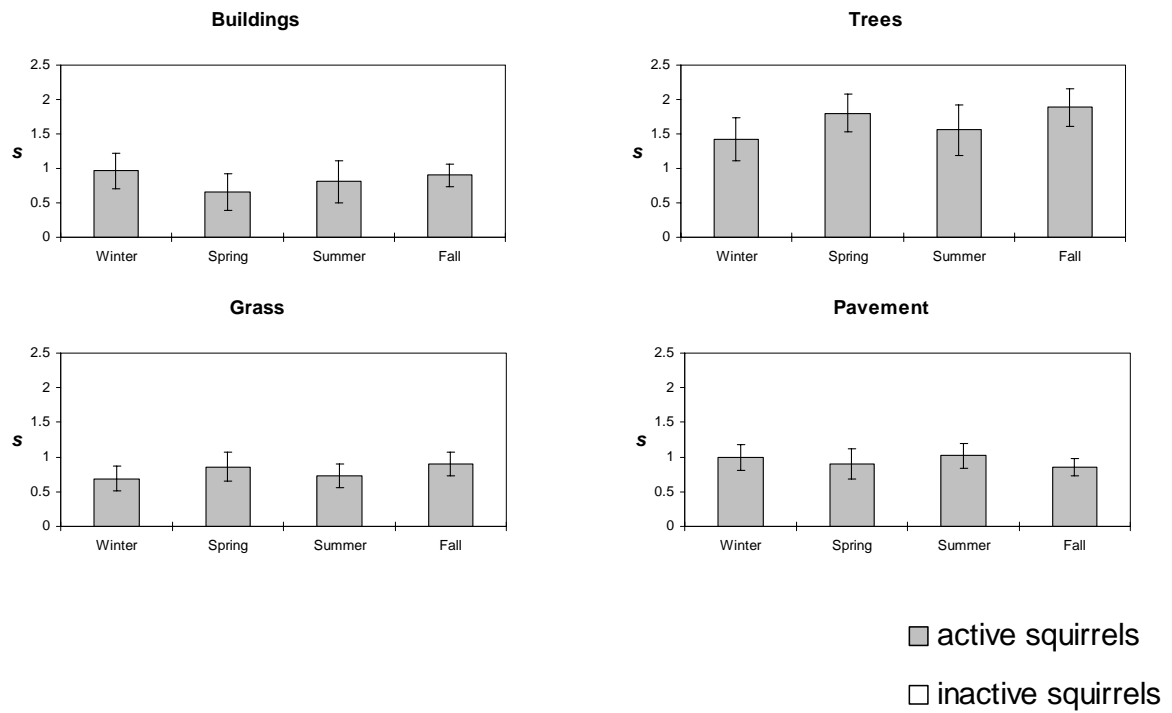 Buildings
Trees
2.5
2
1.5
s
1
0.5
0
Winter Spring Summer Fall
2.5
2
1.5
s
1
0.5
0
Winter Spring Summer Fall
Grass
Pavement
2.5
2
1.5
s
1
0.5
0
Winter Spring Summer Fall
2.5
2
1.5
s
1
0.5
0
Winter Spring Summer Fall
active squirrels
inactive squirrels